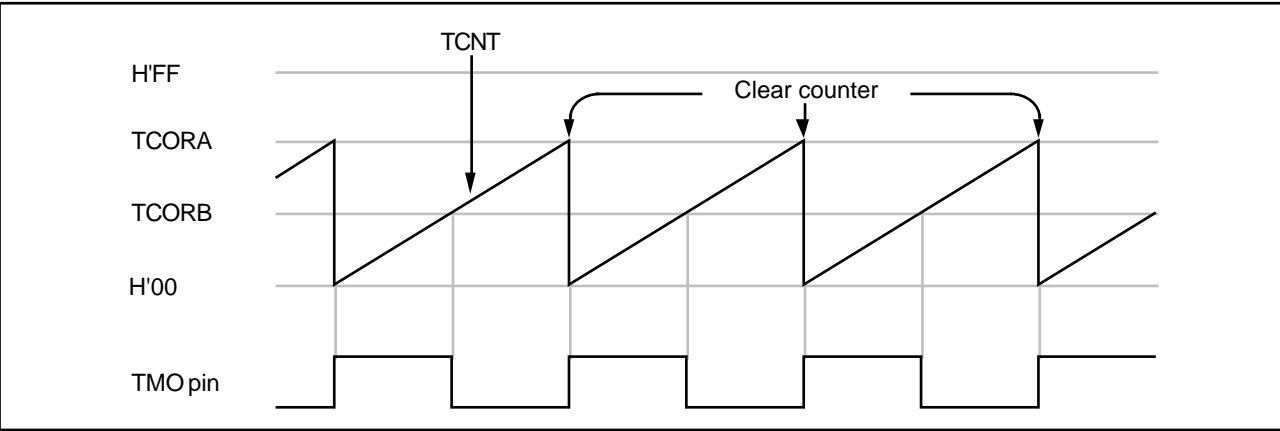 TCNT
H'FF
Clear counter
TCORA
TCORB
H'00
TMO pin